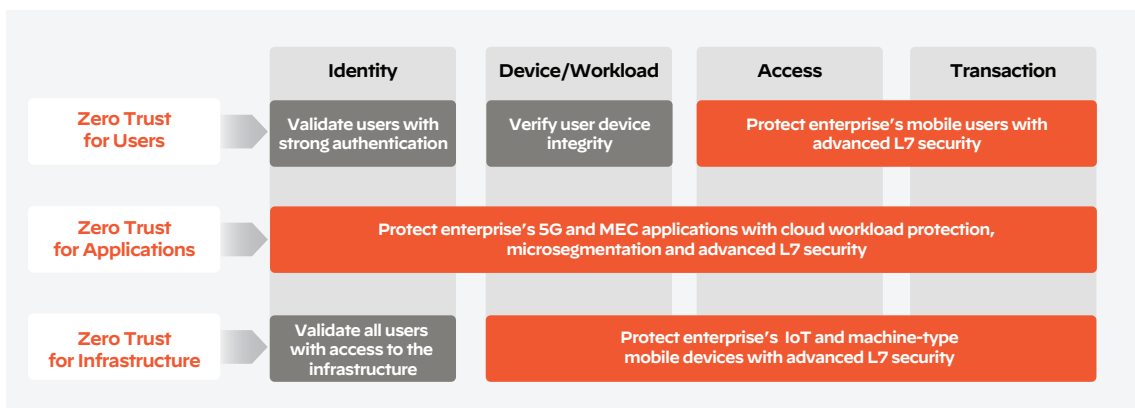 Identity
Device/Workload
Access
Transaction
Zero Trust
for Users
Validate users with
strong authentication
Verify user device
integrity
Protect enterprise's mobile users with
advanced L7 security
Zero Trust
for Applications
Protect enterprise's 5G and MEC applications with cloud workload protection,
microsegmentation and advanced L7 security
Zero Trust
for Infrastructure
Validate all users
with access to the
infrastructure
Protect enterprise's IoT and machine-type
mobile devices with advanced L7 security